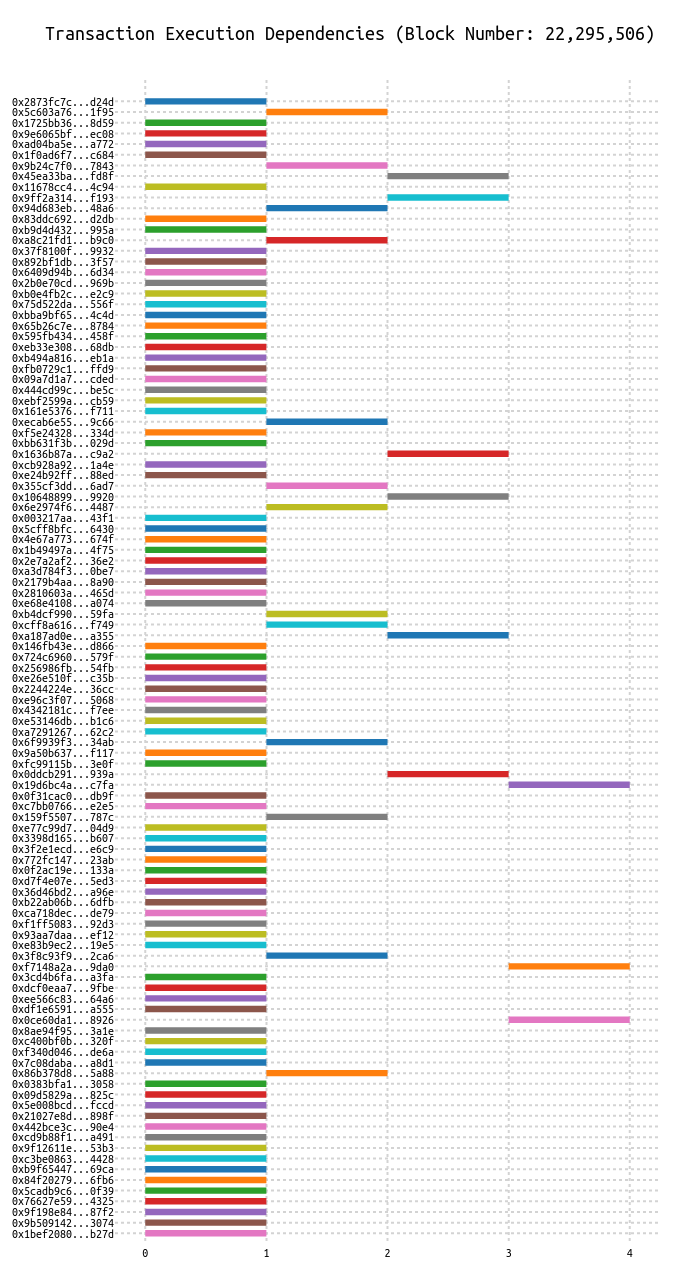 Transaction Execution Dependencies (Block Number: 22,295,506)
0x2873fc7c...d24d
0x5c603a76...1f95
0x1725bb36...8d59
0x9e6065bf...ec08
0xad04ba5e...a772
0x1f0ad6f7...c684
0x9b24c7f0...7843
0x45ea33ba...fd8f
0x11678cc4...4c94
0x9ff2a314...f193
0x94d683eb...48a6
0x83ddc692...d2db
0xb9d4d432...995a
0xa8c21fd1...b9c0
0x37f8100f...9932
0x892bf1db...3f57
0x6409d94b...6d34
0x2b0e70cd...969b
0xb0e4fb2c...e2c9
0x75d522da...556f
0xbba9bf65...4c4d
0x65b26c7e...8784
0x595fb434...458f
0xeb33e308...68db
0xb494a816...eb1a
0xfb0729c1...ffd9
0x09a7d1a7...cded
0x444cd99c...be5c
0xebf2599a...cb59
0x161e5376...f711
0xecab6e55...9c66
0xf5e24328...334d
0xbb631f3b...029d
0x1636b87a...c9a2
0xcb928a92...1a4e
0xe24b92ff...88ed
0x355cf3dd...6ad7
0x10648899...9920
0x6e2974f6...4487
0x003217aa...43f1
0x5cff8bfc...6430
0x4e67a773...674f
0x1b49497a...4f75
0x2e7a2af2...36e2
0xa3d784f3...0be7
0x2179b4aa...8a90
0x2810603a...465d
0xe68e4108...a074
0xb4dcf990...59fa
0xcff8a616...f749
0xa187ad0e...a355
0x146fb43e...d866
0x724c6960...579f
0x256986fb...54fb
0xe26e510f...c35b
0x2244224e...36cc
0xe96c3f07...5068
0x4342181c...f7ee
0xe53146db...b1c6
0xa7291267...62c2
0x6f9939f3...34ab
0x9a50b637...f117
0xfc99115b...3e0f
0x0ddcb291...939a
0x19d6bc4a...c7fa
0x0f31cac0...db9f
0xc7bb0766...e2e5
0x159f5507...787c
0xe77c99d7...04d9
0x3398d165...b607
0x3f2e1ecd...e6c9
0x772fc147...23ab
0x0f2ac19e...133a
0xd7f4e07e...5ed3
0x36d46bd2...a96e
0xb22ab06b...6dfb
0xca718dec...de79
0xf1ff5083...92d3
0x93aa7daa...ef12
0xe83b9ec2...19e5
0x3f8c93f9...2ca6
0xf7148a2a...9da0
0x3cd4b6fa...a3fa
0xdcf0eaa7...9fbe
0xee566c83...64a6
0xdf1e6591...a555
0x0ce60da1...8926
0x8ae94f95...3a1e
0xc400bf0b...320f
0xf340d046...de6a
0x7c08daba...a8d1
0x86b378d8...5a88
0x0383bfa1...3058
0x09d5829a...825c
0x5e008bcd...fccd
0x21027e8d...898f
0x442bce3c...90e4
0xcd9b88f1...a491
0x9f12611e...53b3
0xc3be0863...4428
0xb9f65447...69ca
0x84f20279...6fb6
0x5cadb9c6...0f39
0x76627e59...4325
0x9f198e84...87f2
0x9b509142...3074
0x1bef2080...b27d
0 1 2 3 4